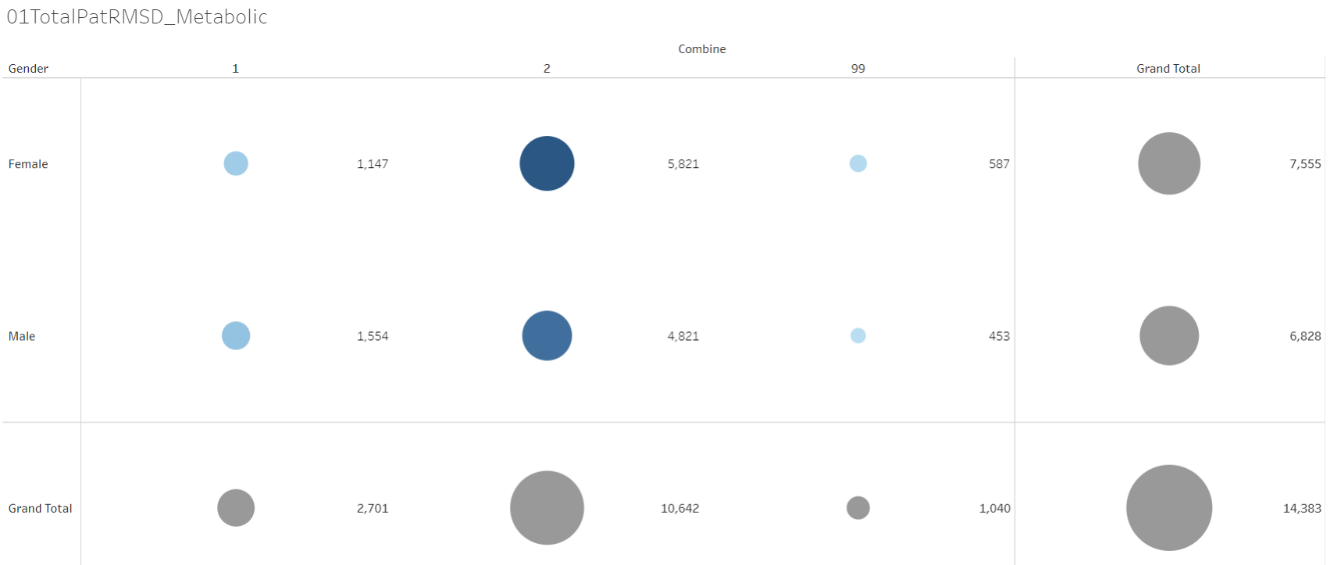 01TotalPatRMSD_Metabolic
Combine
Gender 1 2 99 Grand Total
Female 1,147 5,821 587 7,555
Male 1,554 4,821 453 6,828
Grand Total 2,701 10,642 1,040 14,383